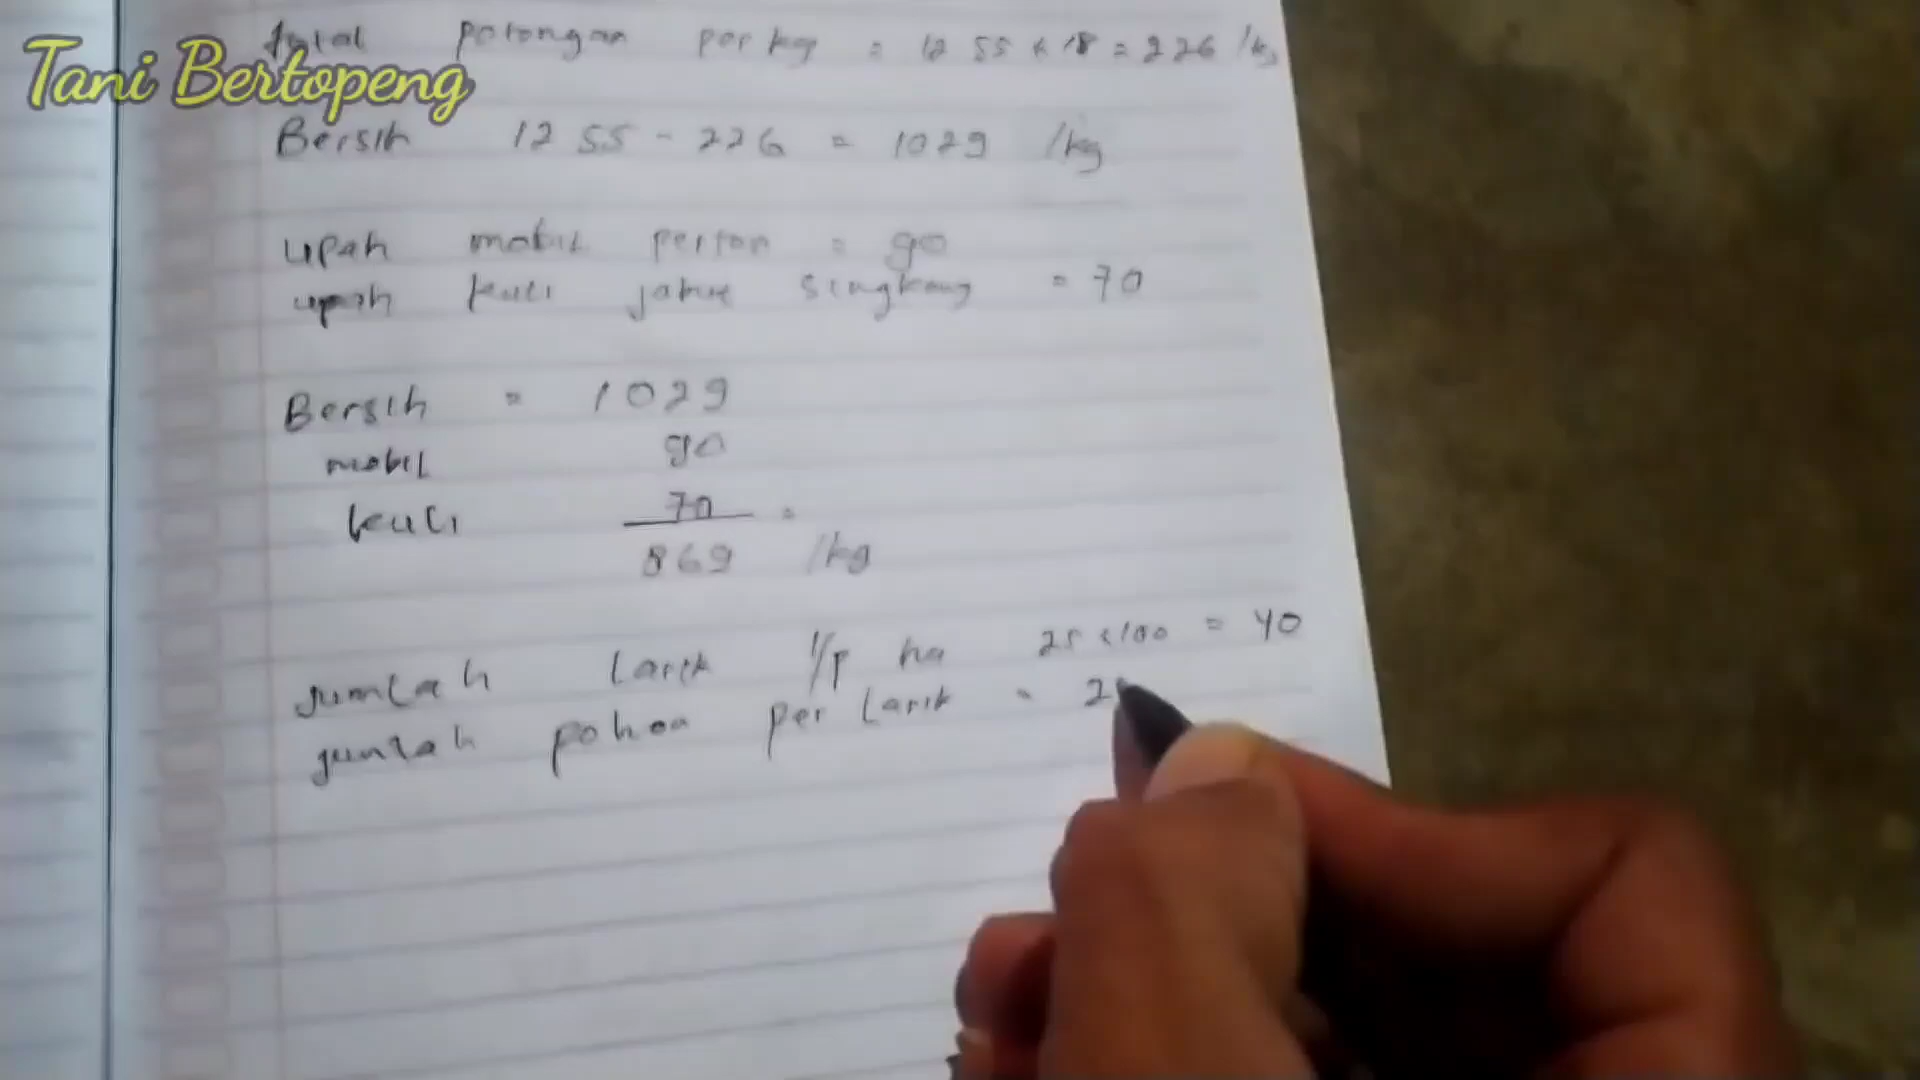 Tani Bertopeng
total potongan per kg = 1255 x 18 = 226 /kg
Bersih 1255 - 226 = 1029 /kg
upah mobil perton = 90
upah kuli jabut singkong = 70
Bersih = 1029
mobil 90
kuli 70 =
869 /kg
jumlah larik 1/4 ha 25 x 100 = 40
jumlah pohon per larik = 2